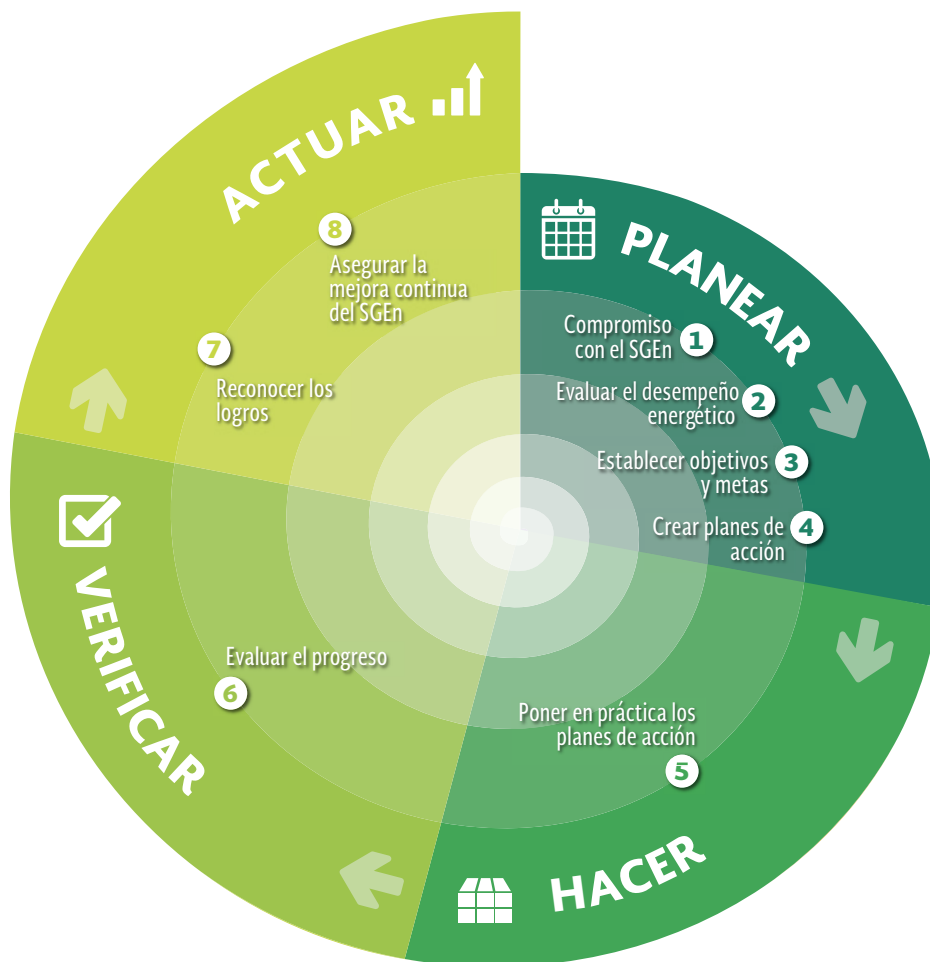 PLANEAR
1
Compromiso
con el SGEn
2
Evaluar el desempeño
energético
3
Establecer objetivos
y metas
4
Crear planes de
acción
HACER
5
Poner en práctica los
planes de acción
VERIFICAR
6
Evaluar el progreso
ACTUAR
7
Reconocer los
logros
8
Asegurar la
mejora continua
del SGEn